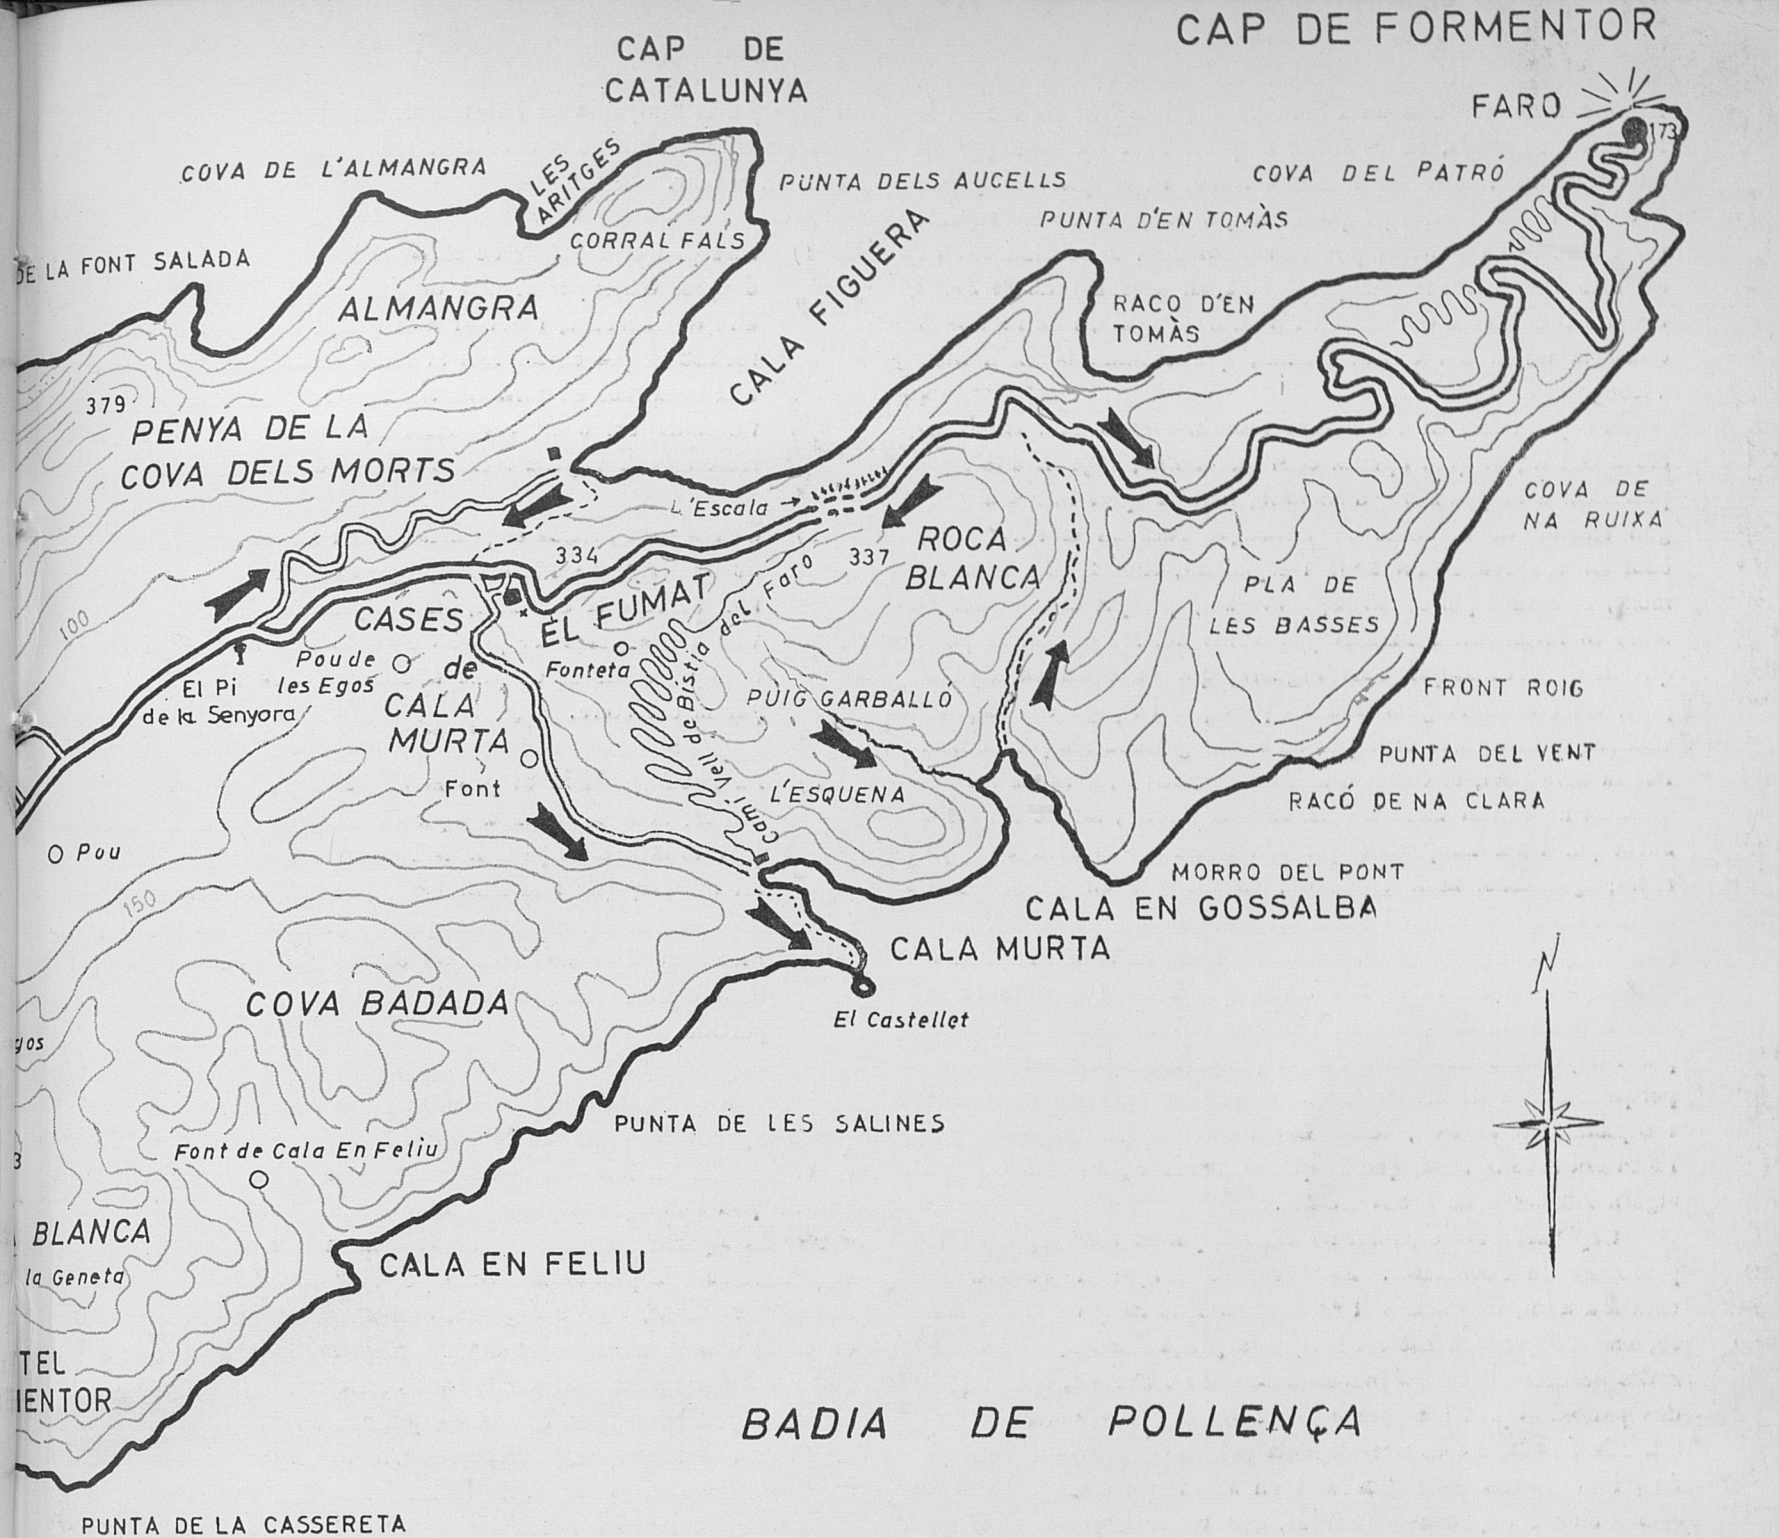 CAP DE FORMENTOR
CAP DE
CATALUNYA
FARO
173
COVA DE L'ALMANGRA
LES
ARITGES
PUNTA DELS AUCELLS
COVA DEL PATRÓ
CORRAL FALS
PUNTA D'EN TOMÀS
DE LA FONT SALADA
ALMANGRA
CALA FIGUERA
RACO D'EN
TOMÀS
379
PENYA DE LA
COVA DELS MORTS
L'Escala
COVA DE
NA RUIXA
334
337
ROCA
BLANCA
PLA DE
LES BASSES
100
CASES
de
CALA
MURTA
EL FUMAT
Camí Vell de Bistia del Faro
Pou de
les Egos
Fonteta
El Pi
de la Senyora
PUIG GARBALLÓ
FRONT ROIG
PUNTA DEL VENT
Font
L'ESQUENA
RACÓ DE NA CLARA
Pou
MORRO DEL PONT
150
CALA EN GOSSALBA
CALA MURTA
N
COVA BADADA
El Castellet
gos
PUNTA DE LES SALINES
Font de Cala En Feliu
3
BLANCA
la Geneta
CALA EN FELIU
TEL
MENTOR
BADIA DE POLLENÇA
PUNTA DE LA CASSERETA